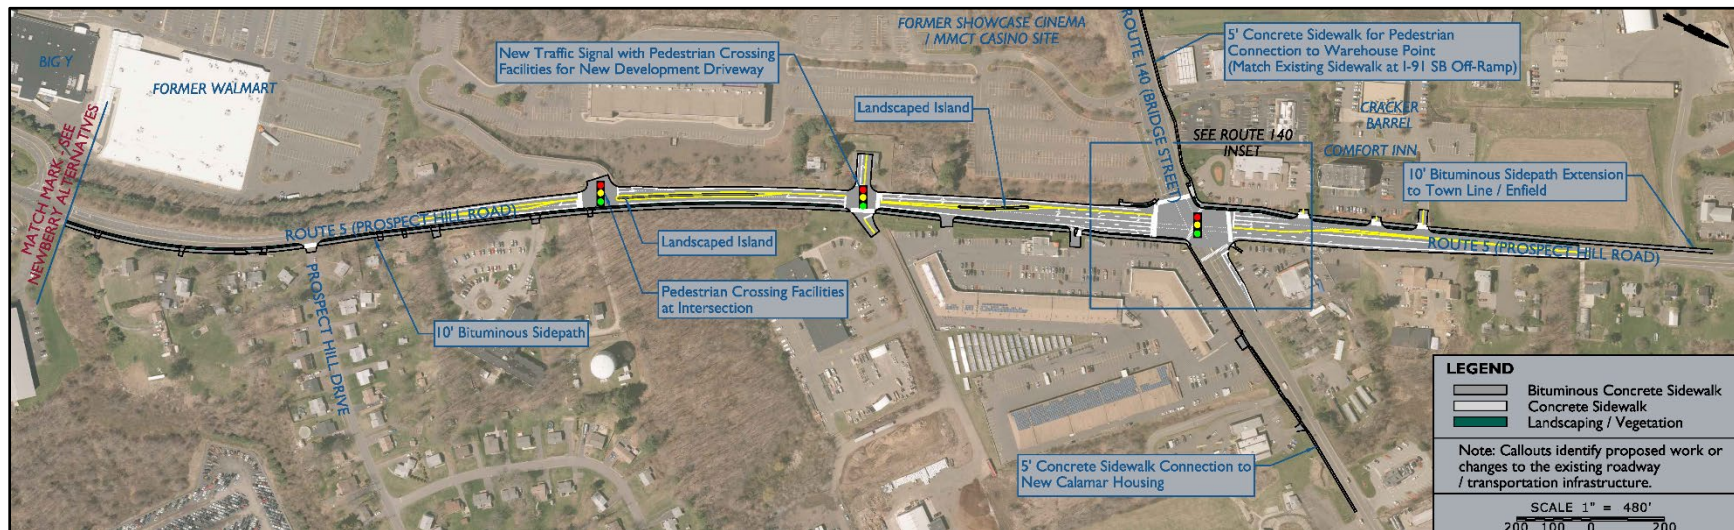 BIG Y
FORMER WALMART
MATCH MARK - SEE
NEWBERRY ALTERNATIVES
New Traffic Signal with Pedestrian Crossing
Facilities for New Development Driveway
FORMER SHOWCASE CINEMA
/ MMCT CASINO SITE
Landscaped Island
ROUTE 140 (BRIDGE STREET)
5' Concrete Sidewalk for Pedestrian
Connection to Warehouse Point
(Match Existing Sidewalk at I-91 SB Off-Ramp)
CRACKER
BARREL
SEE ROUTE 140
INSET
COMFORT INN
10' Bituminous Sidepath Extension
to Town Line / Enfield
ROUTE 5 (PROSPECT HILL ROAD)
ROUTE 5 (PROSPECT HILL ROAD)
Landscaped Island
Pedestrian Crossing Facilities
at Intersection
10' Bituminous Sidepath
PROSPECT HILL DRIVE
5' Concrete Sidewalk Connection to
New Calamar Housing
LEGEND
Bituminous Concrete Sidewalk
Concrete Sidewalk
Landscaping / Vegetation
Note: Callouts identify proposed work or
changes to the existing roadway
/ transportation infrastructure.
SCALE 1" = 480'
200 100 0 200